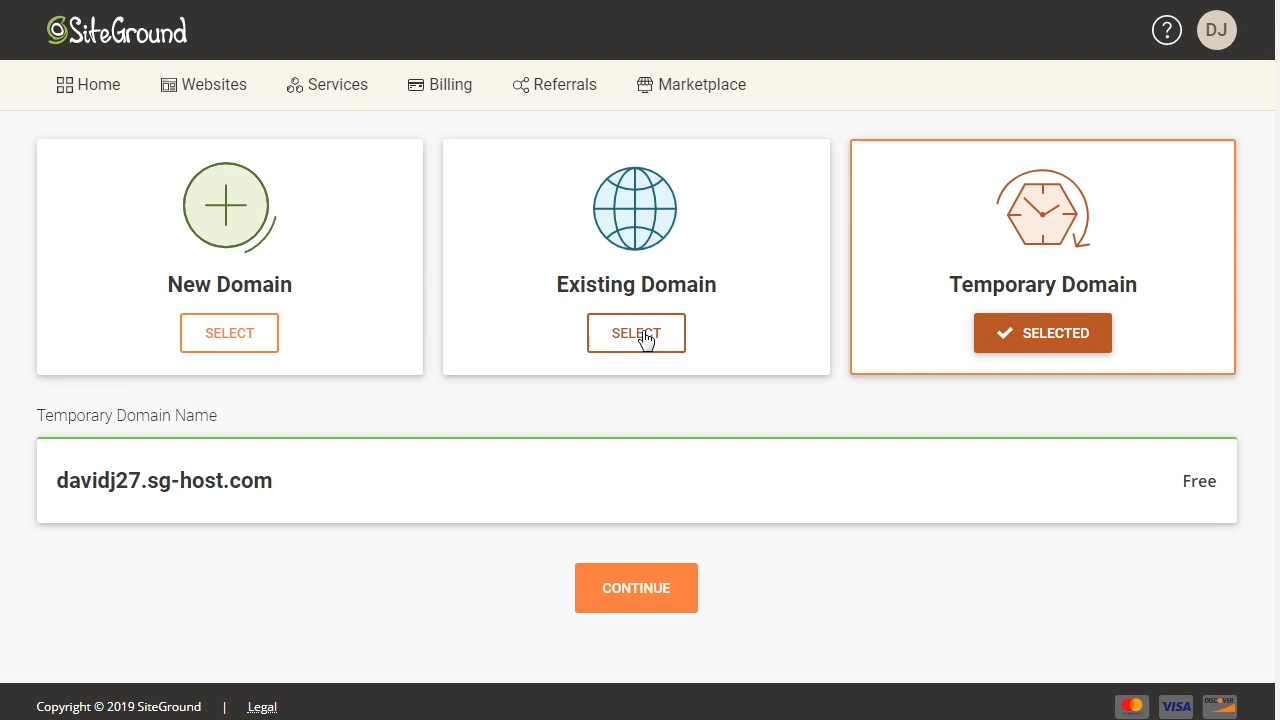 SiteGround
? DJ
Home Websites Services Billing Referrals Marketplace
New Domain Existing Domain Temporary Domain
SELECT SELECT SELECTED
Temporary Domain Name
davidj27.sg-host.com Free
CONTINUE
Copyright © 2019 SiteGround | Legal VISA DISCOVER